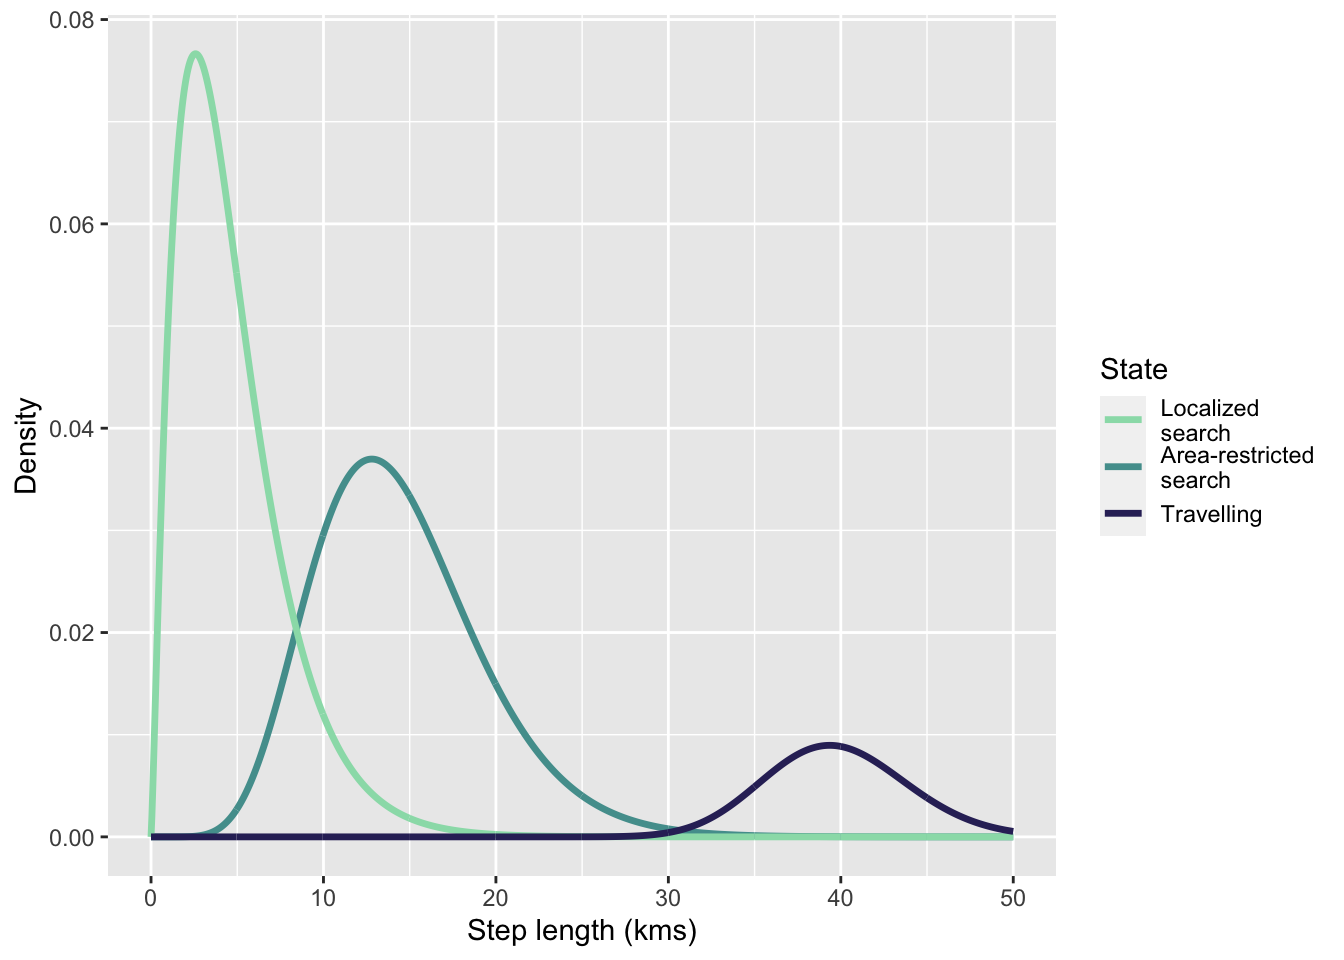 0.08
0.06
0.04
0.02
0.00
Density
0
10
20
30
40
50
Step length (kms)
State
Localized
search
Area-restricted
search
Travelling